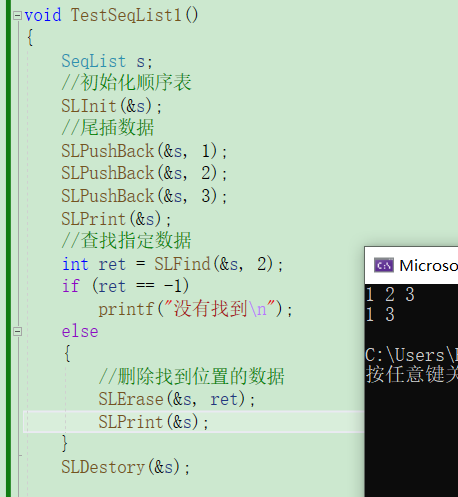 void TestSeqList1()
{
    SeqList s;
    //初始化顺序表
    SLInit(&s);
    //尾插数据
    SLPushBack(&s, 1);
    SLPushBack(&s, 2);
    SLPushBack(&s, 3);
    SLPrint(&s);
    //查找指定数据
    int ret = SLFind(&s, 2);
    if (ret == -1)
        printf("没有找到\n");
    else
    {
        //删除找到位置的数据
        SLErase(&s, ret);
        SLPrint(&s);
    }
    SLDestory(&s);
C:\ Microso
1 2 3
1 3
C:\Users\
按任意键关